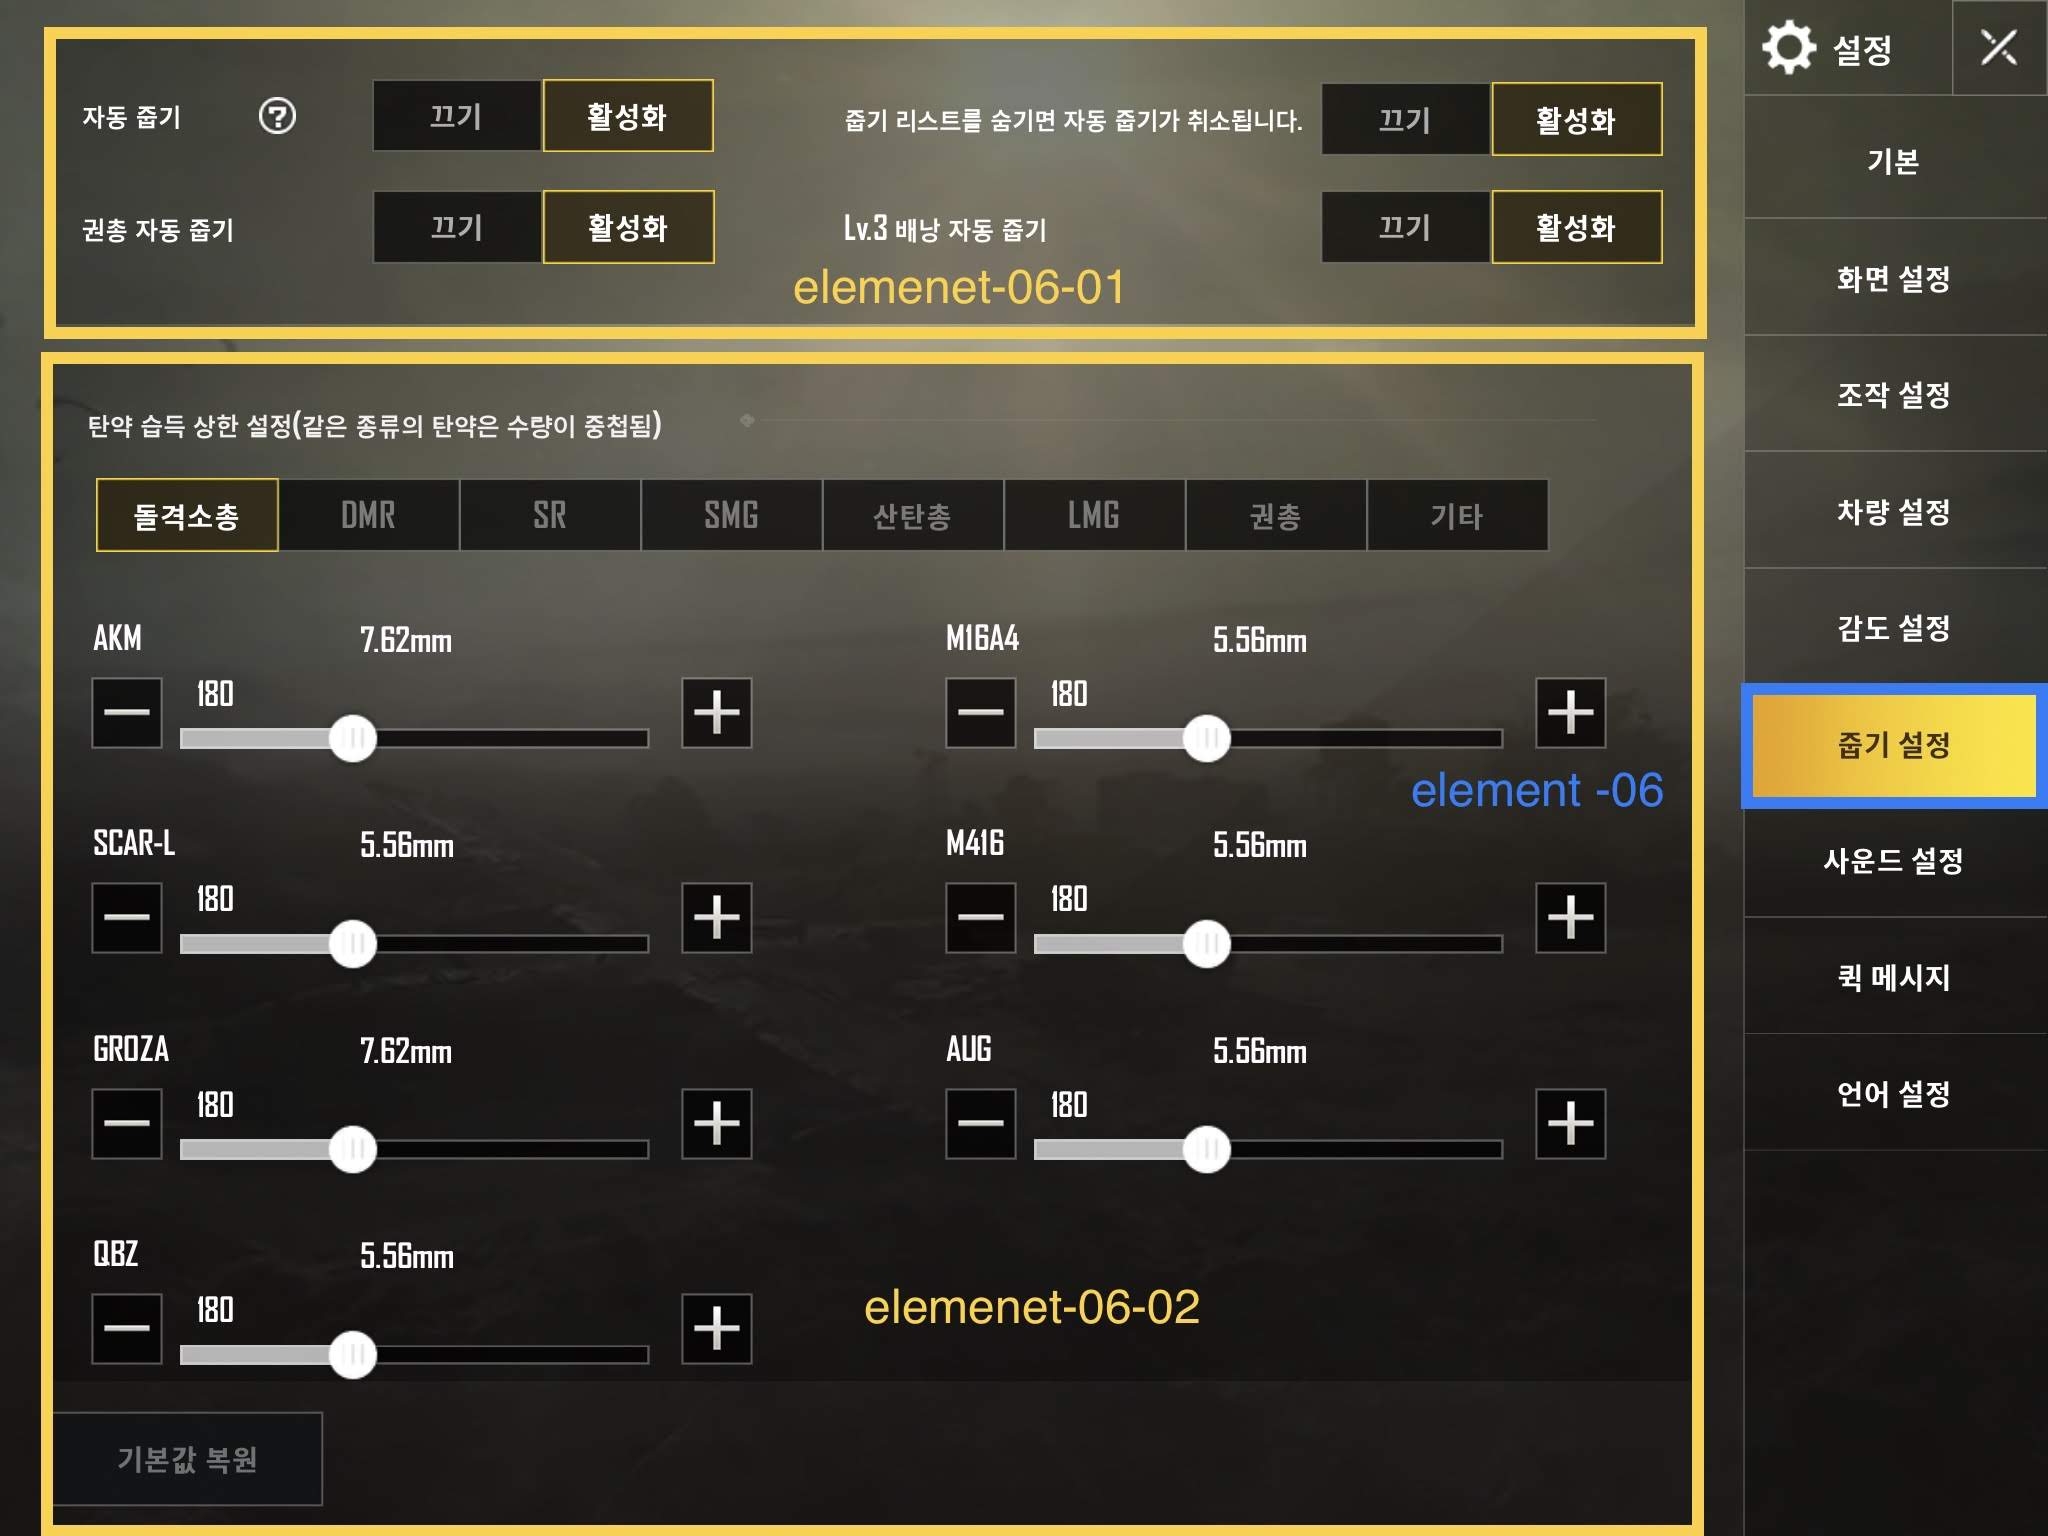 자동 줍기 ? 끄기 활성화 줍기 리스트를 숨기면 자동 줍기가 취소됩니다. 끄기 활성화
권총 자동 줍기 끄기 활성화 Lv.3 배낭 자동 줍기 끄기 활성화
elemenet-06-01
탄약 습득 상한 설정(같은 종류의 탄약은 수량이 중첩됨)
돌격소총 DMR SR SMG 산탄총 LMG 권총 기타
AKM 7.62mm M16A4 5.56mm
180 180
element -06
SCAR-L 5.56mm M416 5.56mm
180 180
GROZA 7.62mm AUG 5.56mm
180 180
QBZ 5.56mm
180
elemenet-06-02
기본값 복원
설정
기본
화면 설정
조작 설정
차량 설정
감도 설정
줍기 설정
사운드 설정
퀵 메시지
언어 설정